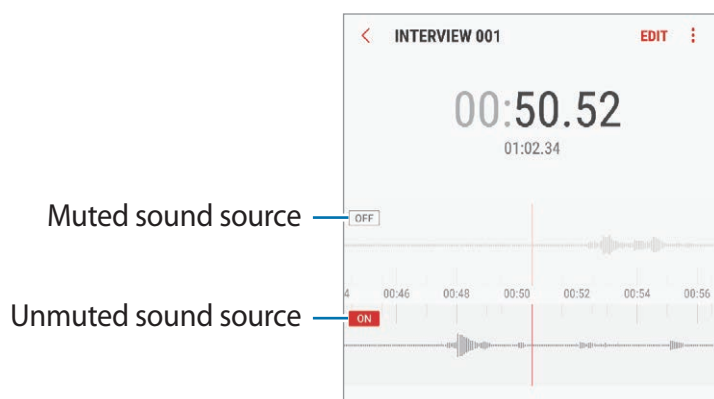 INTERVIEW 001 EDIT
00:50.52
01:02.34
Muted sound source OFF
4 00:46 00:48 00:50 00:52 00:54 00:56
Unmuted sound source ON